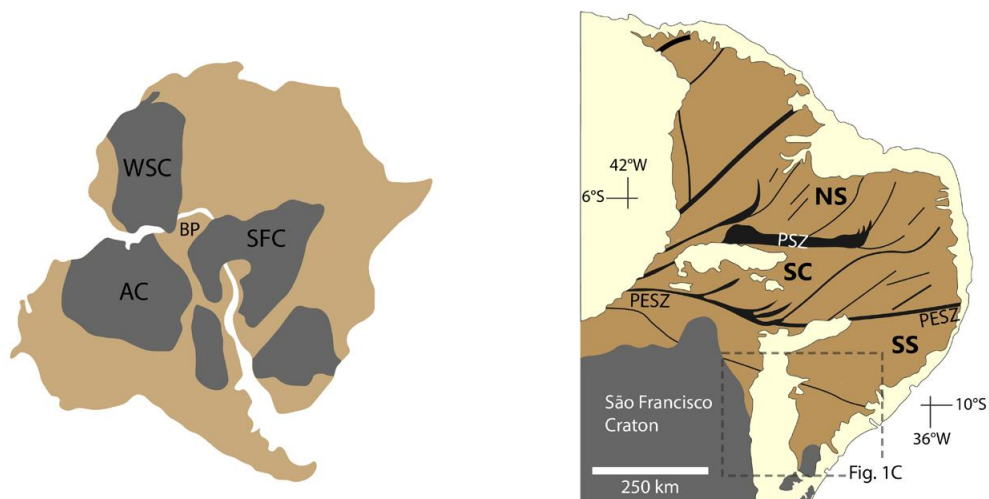 WSC
BP
SFC
AC
42°W
6°S
NS
PSZ
SC
PESZ
PESZ
SS
São Francisco
Craton
10°S
36°W
Fig. 1C
250 km